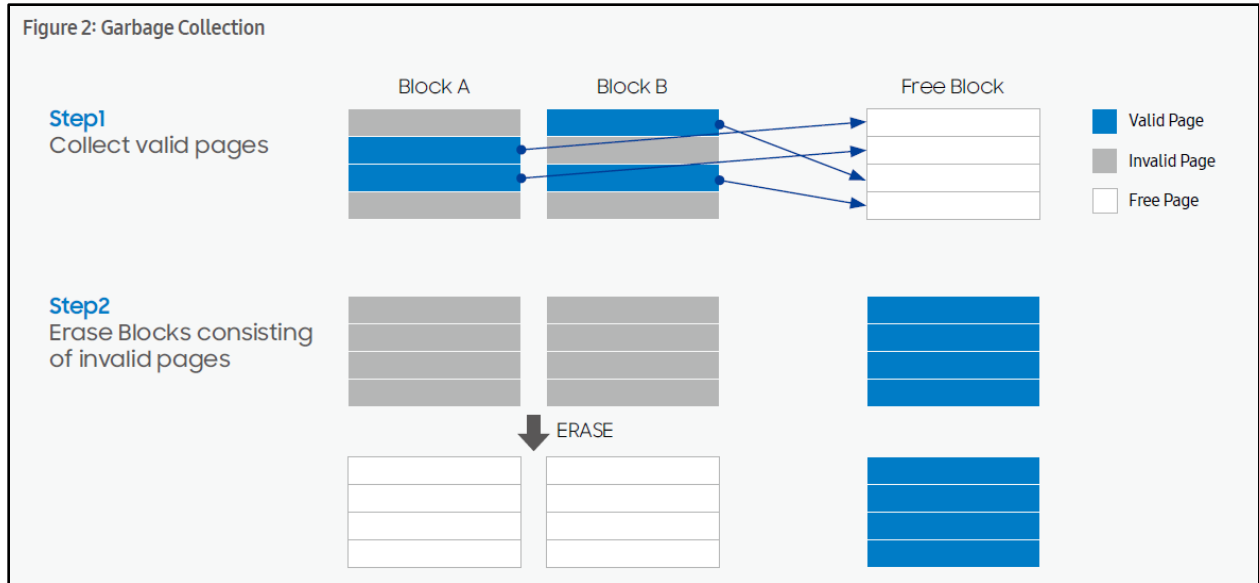 Figure 2: Garbage Collection
Block A
Block B
Free Block
Step1
Collect valid pages
Valid Page
Invalid Page
Free Page
Step2
Erase Blocks consisting
of invalid pages
ERASE